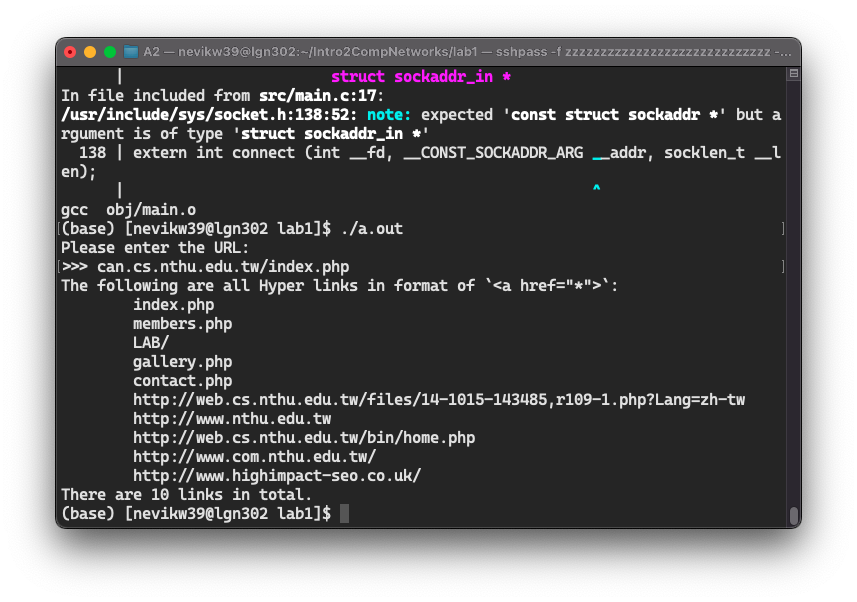 A2 — nevikw39@lgn302:~/Intro2CompNetworks/lab1 — sshpass -f zzzzzzzzzzzzzzzzzzzzzzzzzzzzz -...
| struct sockaddr_in *
In file included from src/main.c:17:
/usr/include/sys/socket.h:138:52: note: expected 'const struct sockaddr *' but a
rgument is of type 'struct sockaddr_in *'
138 | extern int connect (int __fd, __CONST_SOCKADDR_ARG __addr, socklen_t __l
en);
| ^
gcc  obj/main.o
(base) [nevikw39@lgn302 lab1]$ ./a.out
Please enter the URL:
>>> can.cs.nthu.edu.tw/index.php
The following are all Hyper links in format of `<a href="*">`:
index.php
members.php
LAB/
gallery.php
contact.php
http://web.cs.nthu.edu.tw/files/14-1015-143485,r109-1.php?Lang=zh-tw
http://www.nthu.edu.tw
http://web.cs.nthu.edu.tw/bin/home.php
http://www.com.nthu.edu.tw/
http://www.highimpact-seo.co.uk/
There are 10 links in total.
(base) [nevikw39@lgn302 lab1]$